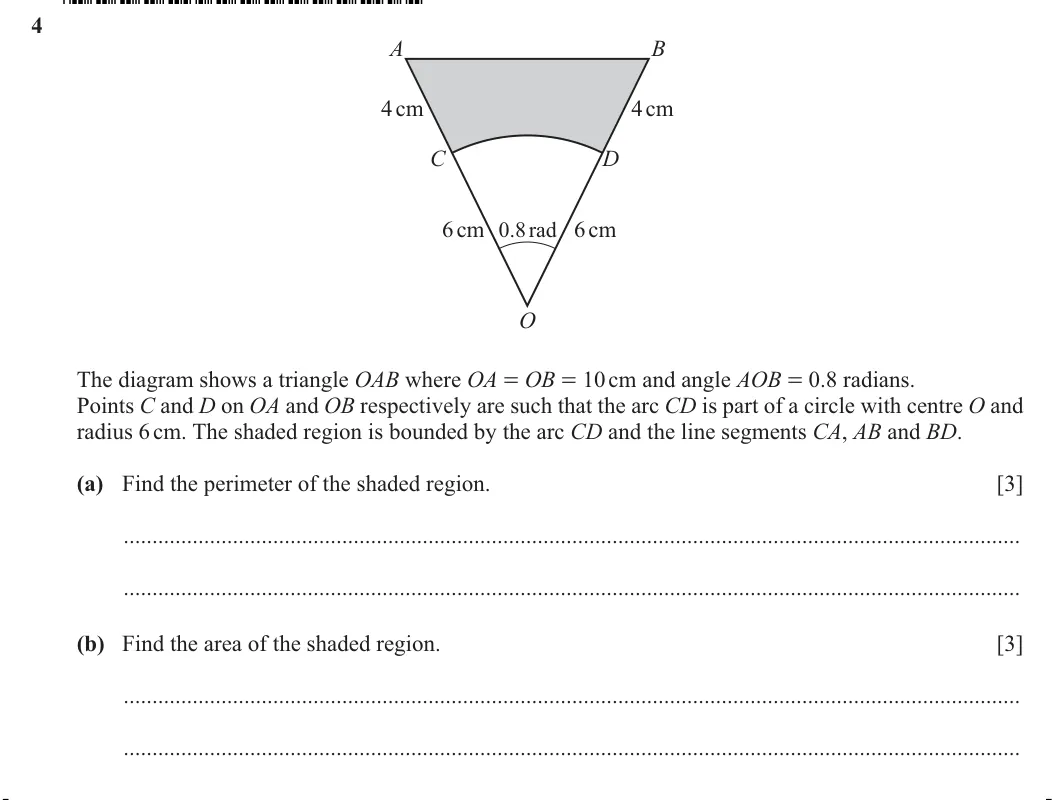 4
A B
4 cm 4 cm
C D
6 cm 0.8 rad 6 cm
O
The diagram shows a triangle OAB where OA = OB = 10 cm and angle AOB = 0.8 radians.
Points C and D on OA and OB respectively are such that the arc CD is part of a circle with centre O and
radius 6 cm. The shaded region is bounded by the arc CD and the line segments CA, AB and BD.
(a) Find the perimeter of the shaded region. [3]
(b) Find the area of the shaded region. [3]